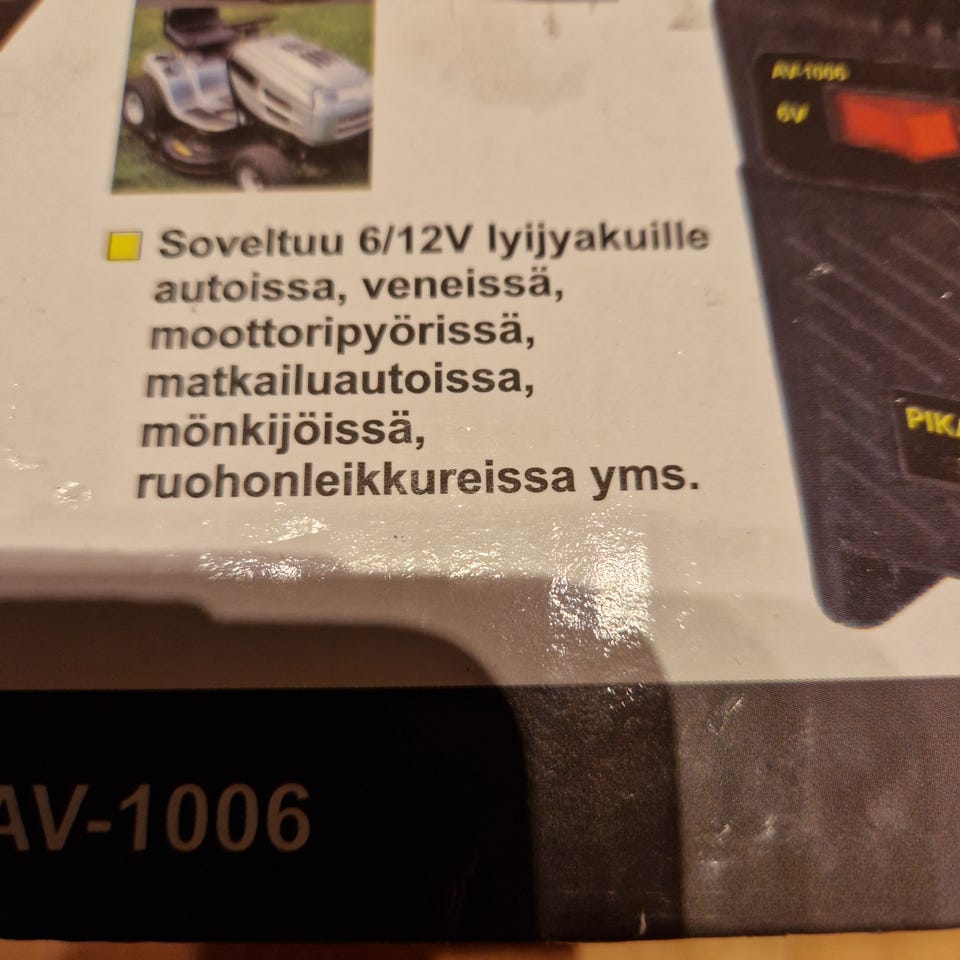 AV-1006
6V
Soveltuu 6/12V lyijyakuille
autoissa, veneissä,
moottoripyörissä,
matkailuautoissa,
mönkijöissä,
ruohonleikkureissa yms.
PIKA
AV-1006